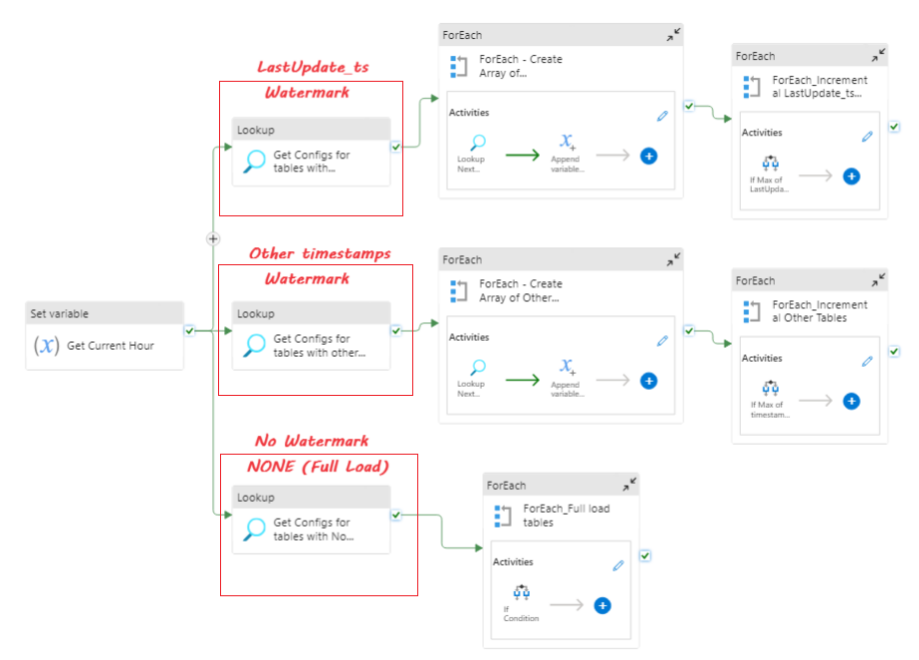 LastUpdate_ts
Watermark
Lookup
Get Configs for
tables with...
ForEach
ForEach - Create
Array of...
Activities
Lookup
Next...
Append
variable...
ForEach
ForEach_Increment
al LastUpdate_ts...
Activities
If Max of
LastUpda...
Other timestamps
Watermark
Lookup
Get Configs for
tables with other...
ForEach
ForEach - Create
Array of Other...
Activities
Lookup
Next...
Append
variable...
ForEach
ForEach_Increment
al Other Tables
Activities
If Max of
timestam...
Set variable
(x) Get Current Hour
No Watermark
NONE (Full Load)
Lookup
Get Configs for
tables with No...
ForEach
ForEach_Full load
tables
Activities
If
Condition